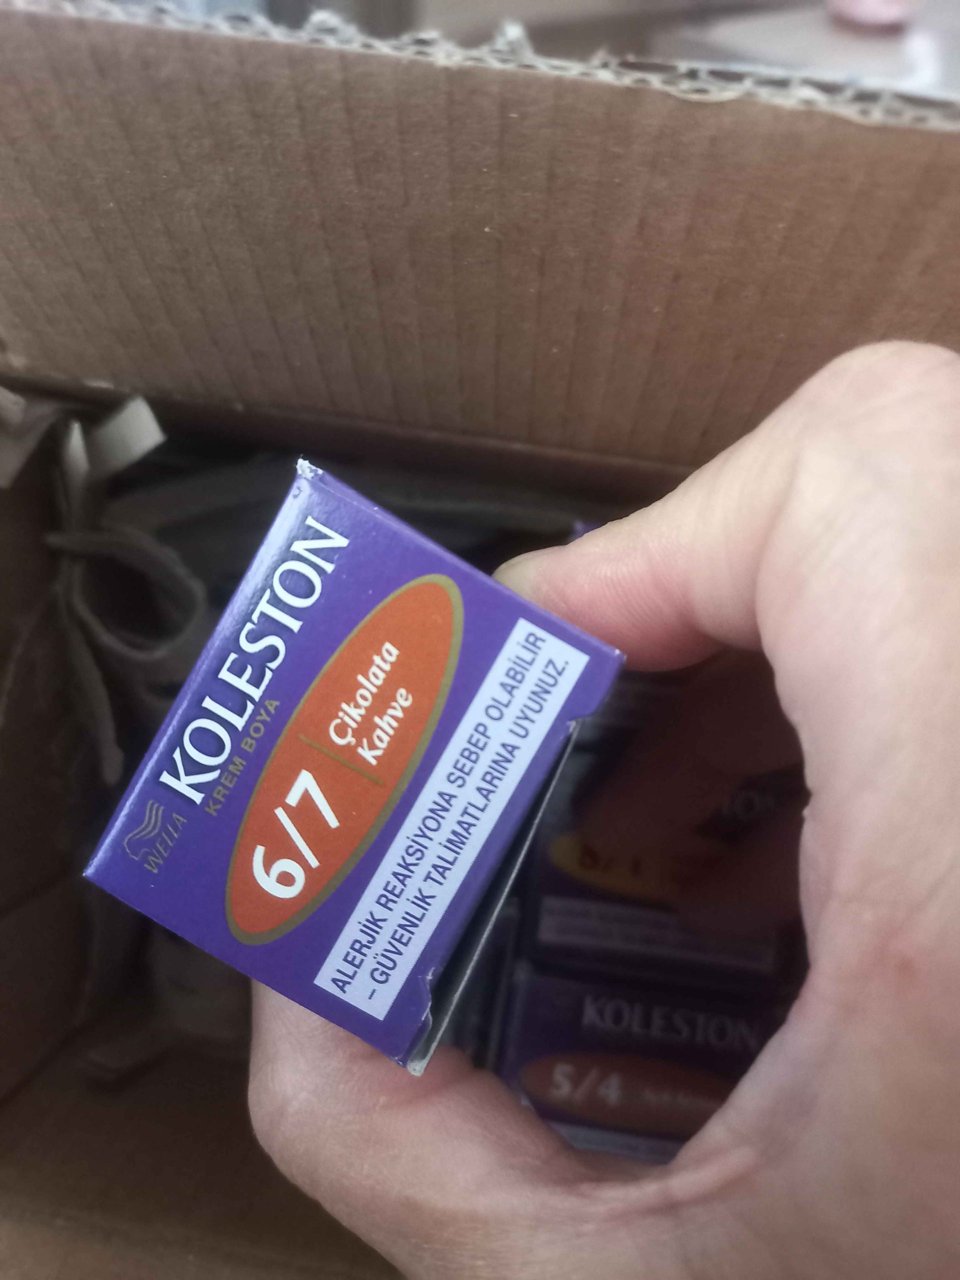 WELLA
KOLESTON
KREM BOYA
6/7
Çikolata
Kahve
ALERJİK REAKSİYONA SEBEP OLABİLİR
– GÜVENLİK TALİMATLARINA UYUNUZ.
KOLESTON
5/4